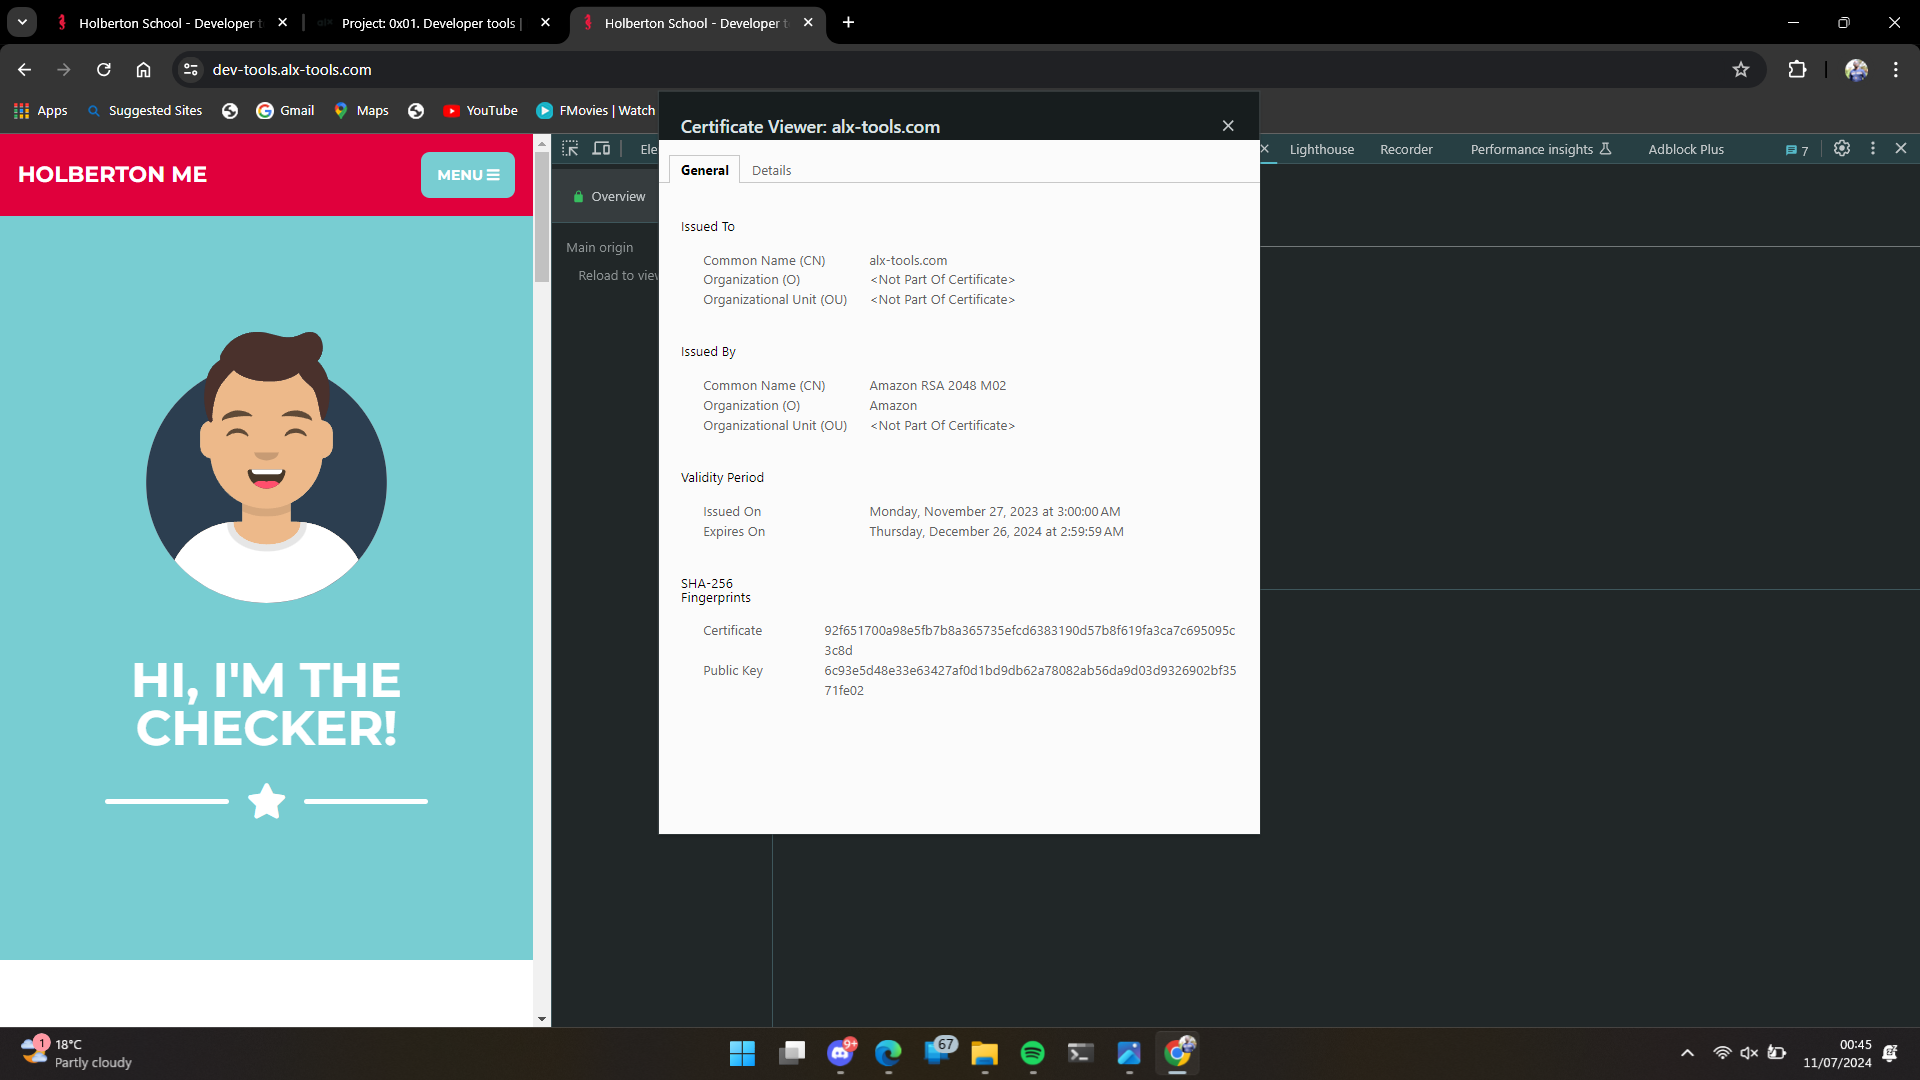 Holberton School - Developer t
Project: 0x01. Developer tools |
Holberton School - Developer t
dev-tools.alx-tools.com
Apps
Suggested Sites
Gmail
Maps
YouTube
FMovies | Watch
HOLBERTON ME
MENU
HI, I'M THE
CHECKER!
Ele
Lighthouse
Recorder
Performance insights
Adblock Plus
7
Overview
Main origin
Reload to view
Certificate Viewer: alx-tools.com
General
Details
Issued To
Common Name (CN) alx-tools.com
Organization (O) <Not Part Of Certificate>
Organizational Unit (OU) <Not Part Of Certificate>
Issued By
Common Name (CN) Amazon RSA 2048 M02
Organization (O) Amazon
Organizational Unit (OU) <Not Part Of Certificate>
Validity Period
Issued On Monday, November 27, 2023 at 3:00:00 AM
Expires On Thursday, December 26, 2024 at 2:59:59 AM
SHA-256
Fingerprints
Certificate 92f651700a98e5fb7b8a365735efcd6383190d57b8f619fa3ca7c695095c
3c8d
Public Key 6c93e5d48e33e63427af0d1bd9db62a78082ab56da9d03d9326902bf35
71fe02
1
18°C
Partly cloudy
9+
67
00:45
11/07/2024